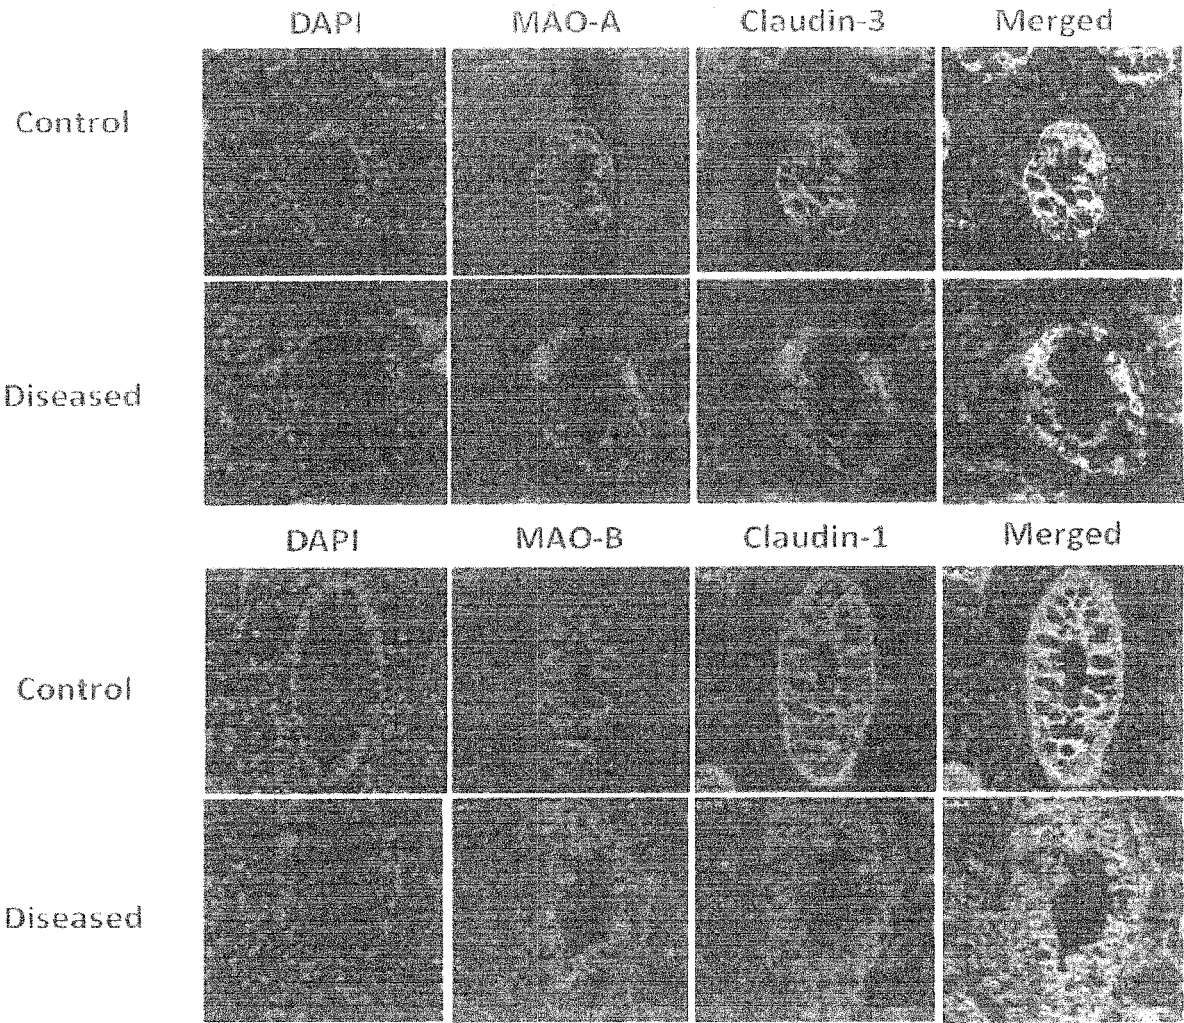 DAPI MAO-A Claudin-3 Merged
Control
Diseased
DAPI MAO-B Claudin-1 Merged
Control
Diseased